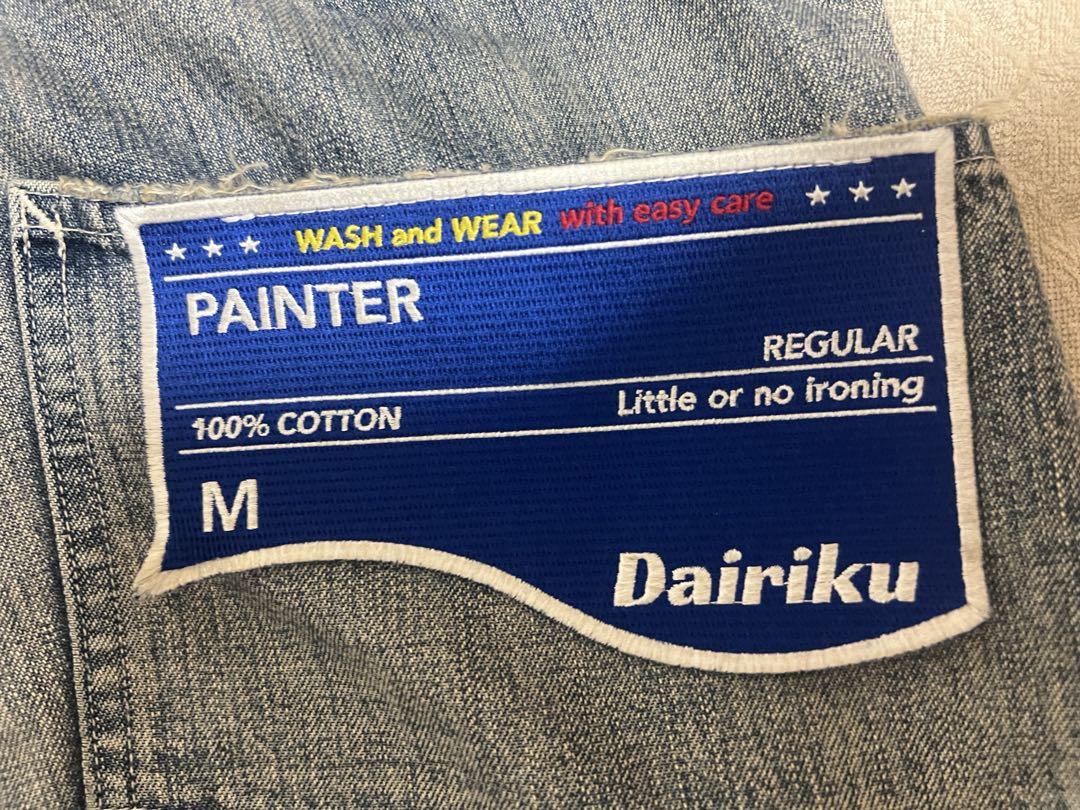 ★ ★ ★ WASH and WEAR with easy care ★ ★ ★
PAINTER
REGULAR
100% COTTON Little or no ironing
M
Dairiku